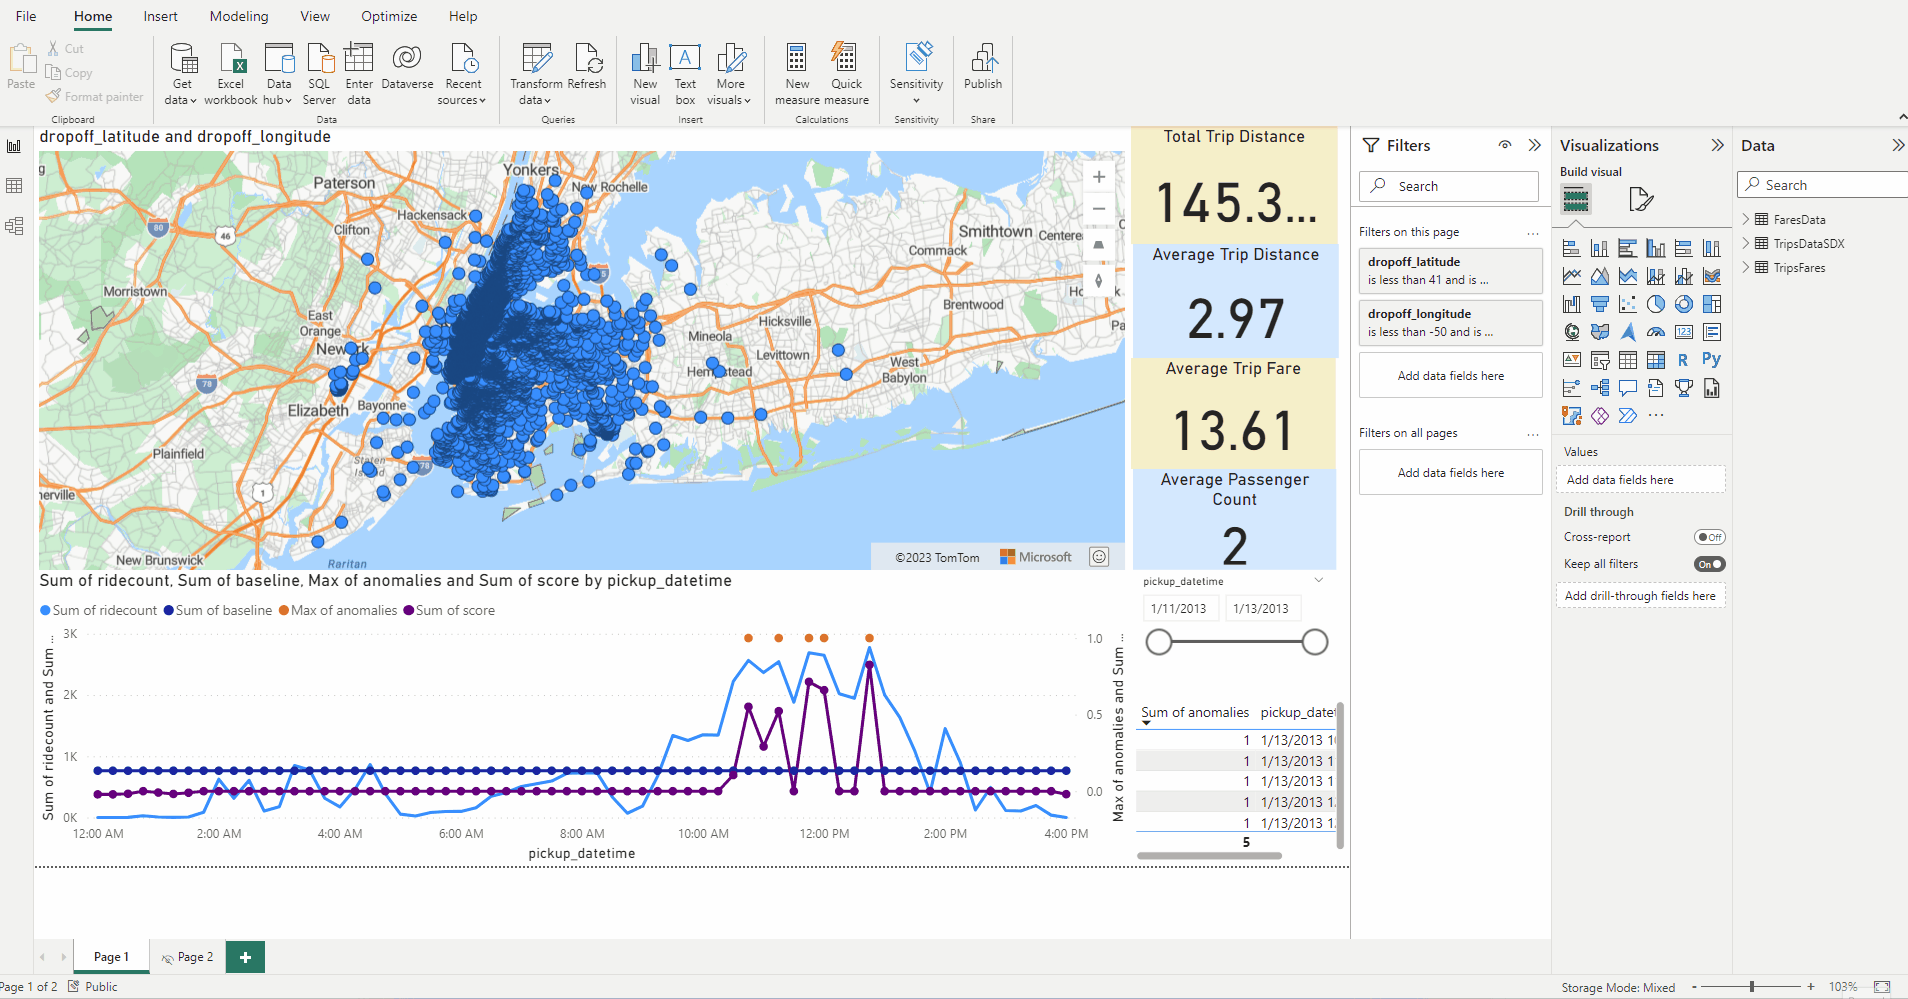 File Home Insert Modeling View Optimize Help
Paste
Cut
Copy
Format painter
Clipboard
Get data
Excel workbook
Data hub
SQL Server
Enter data
Dataverse
Recent sources
Data
Transform data
Refresh
Queries
New visual
Text box
More visuals
Insert
New measure
Quick measure
Calculations
Sensitivity
Sensitivity
Publish
Share
dropoff_latitude and dropoff_longitude
Yonkers
New Rochelle
Paterson
Hackensack
Clifton
Smithtown
Commack
Morristown
East Orange
Newark
Brentwood
Hicksville
Mineola
Levittown
Hempstead
West Babylon
Elizabeth
Bayonne
Plainfield
Staten Island
New Brunswick
Raritan
80
46
5
78
78
1
©2023 TomTom Microsoft
Total Trip Distance
145.3...
Average Trip Distance
2.97
Average Trip Fare
13.61
Average Passenger Count
2
Sum of ridecount, Sum of baseline, Max of anomalies and Sum of score by pickup_datetime
Sum of ridecount Sum of baseline Max of anomalies Sum of score
Sum of ridecount and Sum ...
3K
2K
1K
0K
1.0
0.5
0.0
Max of anomalies and Sum ...
12:00 AM 2:00 AM 4:00 AM 6:00 AM 8:00 AM 10:00 AM 12:00 PM 2:00 PM 4:00 PM
pickup_datetime
pickup_datetime
1/11/2013 1/13/2013
Sum of anomalies pickup_datet
1 1/13/2013 1
1 1/13/2013 1
1 1/13/2013 1
1 1/13/2013 1
1 1/13/2013 1
5
Filters
Search
Filters on this page ...
dropoff_latitude
is less than 41 and is ...
dropoff_longitude
is less than -50 and is ...
Add data fields here
Filters on all pages ...
Add data fields here
Visualizations
Build visual
123
R
Py
...
Values
Add data fields here
Drill through
Cross-report Off
Keep all filters On
Add drill-through fields here
Data
Search
FaresData
TripsDataSDX
TripsFares
Page 1 Page 2 +
Page 1 of 2 Public
Storage Mode: Mixed - + 103%